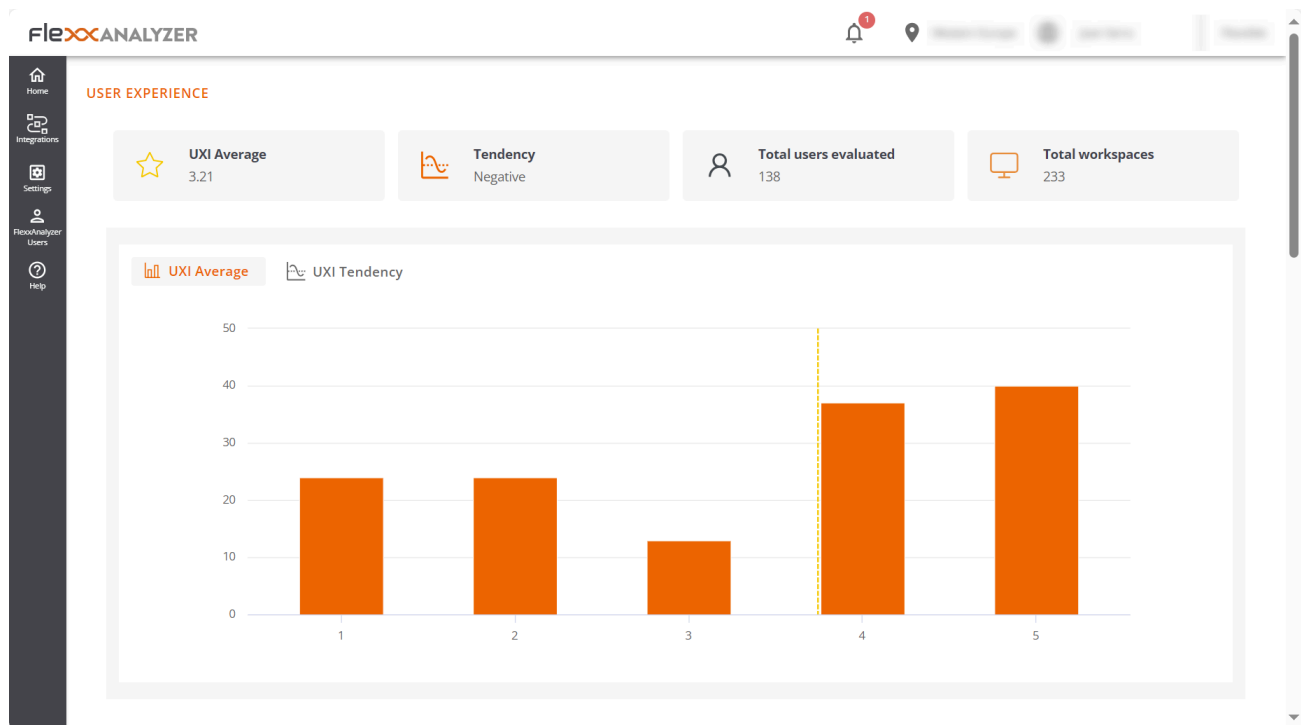 FlexxANALYZER
1
Home
Integrations
Settings
FlexxAnalyzer
Users
Help
USER EXPERIENCE
UXI Average
3.21
Tendency
Negative
Total users evaluated
138
Total workspaces
233
UXI Average
UXI Tendency
50
40
30
20
10
0
1 2 3 4 5